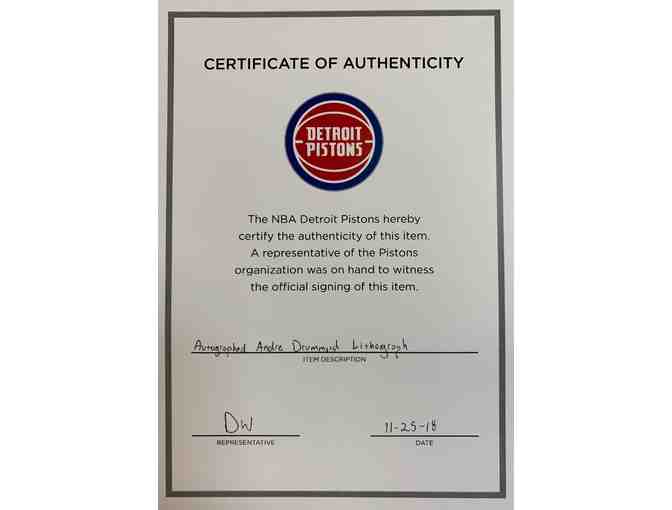 CERTIFICATE OF AUTHENTICITY
DETROIT
PISTONS
The NBA Detroit Pistons hereby
certify the authenticity of this item.
A representative of the Pistons
organization was on hand to witness
the official signing of this item.
Autographed Andre Drummond Lithograph
ITEM DESCRIPTION
DW 11-25-18
REPRESENTATIVE DATE